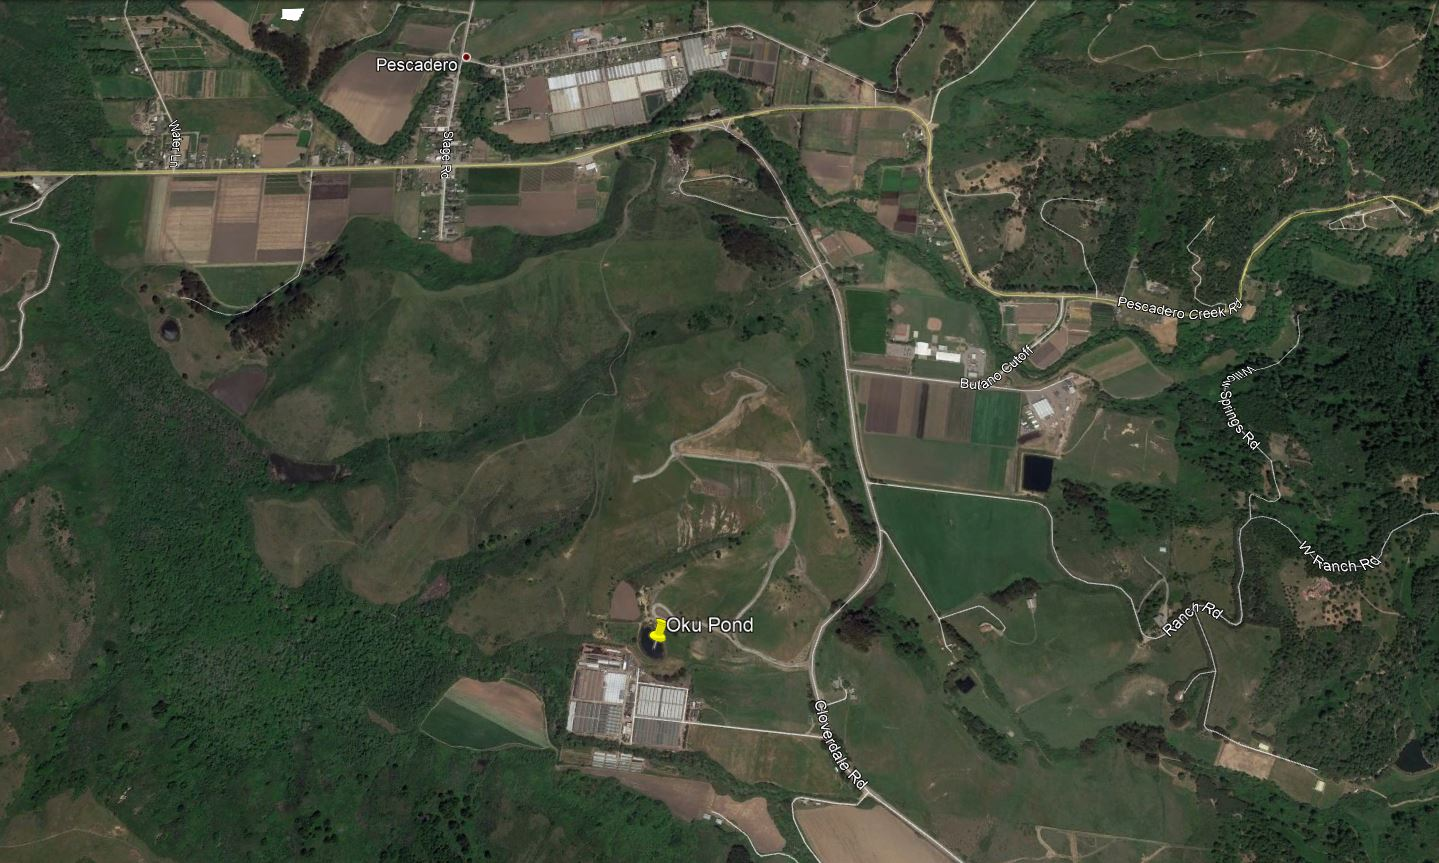 Pescadero
Water Ln
Stage Rd
Pescadero Creek Rd
Butano Cutoff
Willow Springs Rd
W Ranch Rd
Ranch Rd
Oku Pond
Cloverdale Rd